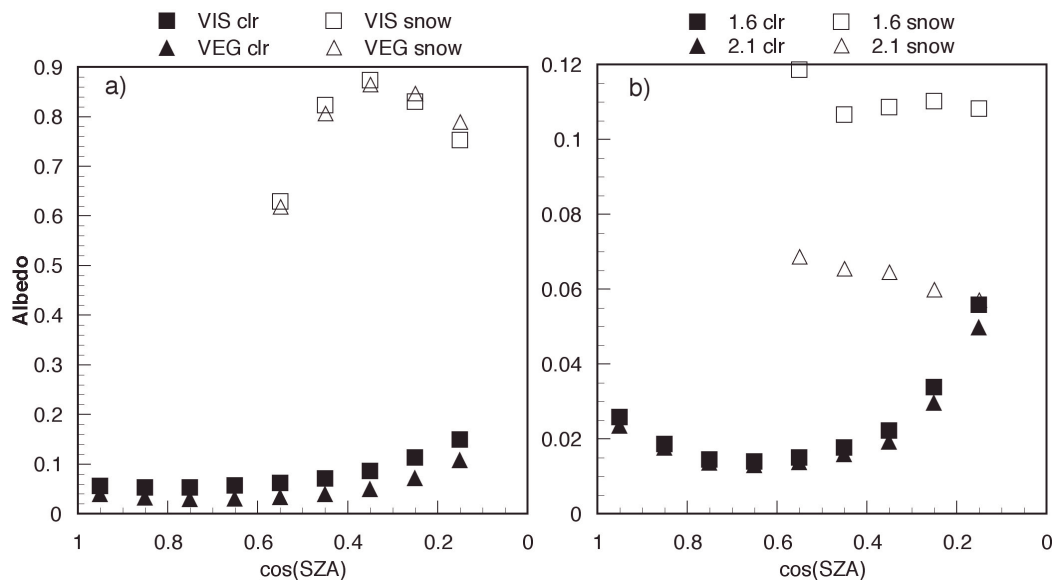 VIS clr VIS snow
VEG clr VEG snow
1.6 clr 1.6 snow
2.1 clr 2.1 snow
a)
0.9
0.8
0.7
0.6
0.5
0.4
0.3
0.2
0.1
0
Albedo
1 0.8 0.6 0.4 0.2 0
cos(SZA)
b)
0.12
0.1
0.08
0.06
0.04
0.02
0
1 0.8 0.6 0.4 0.2 0
cos(SZA)